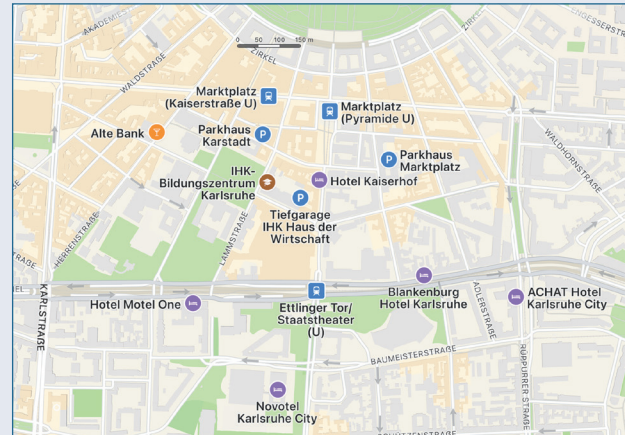 AKADEMIESTRASSE
ZIRKEL
0 50 100 150 m
ZIRKEL
WALDSTRAßE
Marktplatz
(Kaiserstraße U)
Marktplatz
(Pyramide U)
Alte Bank
Parkhaus
Karstadt
Parkhaus
Marktplatz
WALDHORNSTRAßE
IHK-
Bildungszentrum
Karlsruhe
Hotel Kaiserhof
Tiefgarage
IHK Haus der
Wirtschaft
HERRENSTRAßE
LAMMSTRAßE
KARLSTRAßE
Hotel Motel One
Ettlinger Tor/
Staatstheater
(U)
Blankenburg
Hotel Karlsruhe
ADLERSTRAßE
ACHAT Hotel
Karlsruhe City
RÜPPURRER STRAßE
BAUMEISTERSTRAßE
Novotel
Karlsruhe City